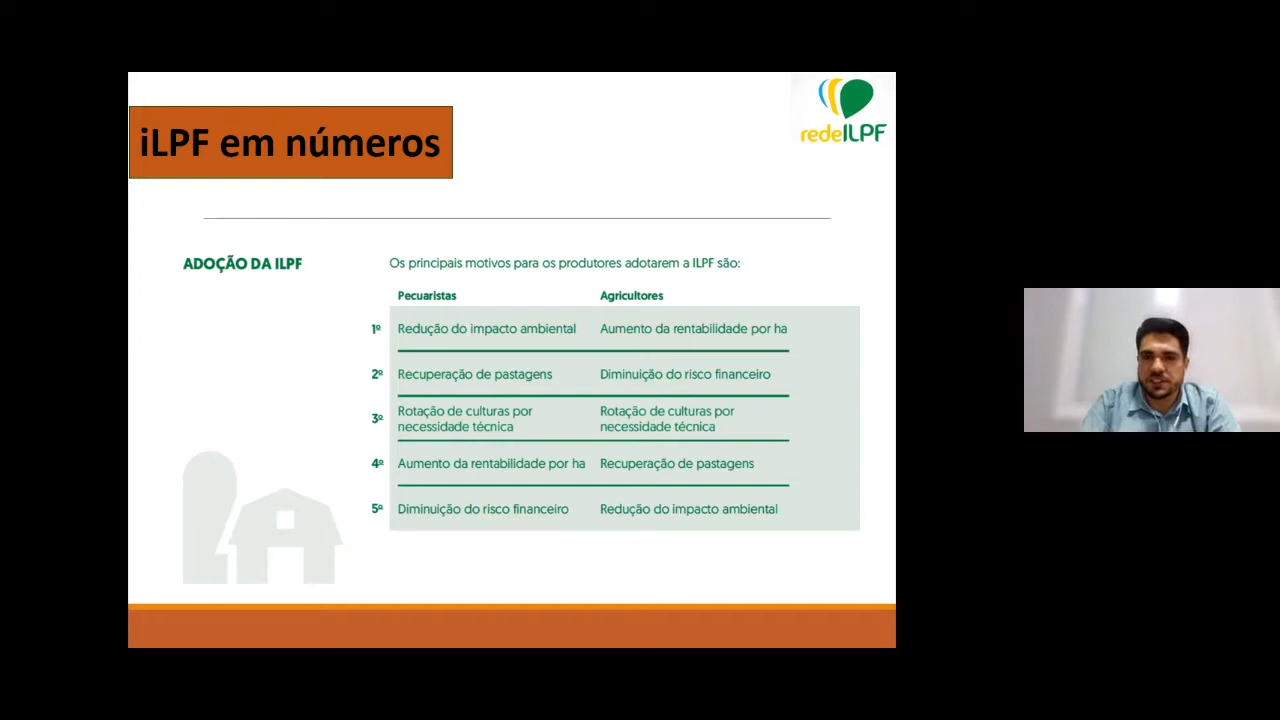 iLPF em números
redeILPF
ADOÇÃO DA ILPF
Os principais motivos para os produtores adotarem a ILPF são:
Pecuaristas Agricultores
1º Redução do impacto ambiental Aumento da rentabilidade por ha
2º Recuperação de pastagens Diminuição do risco financeiro
3º Rotação de culturas por necessidade técnica Rotação de culturas por necessidade técnica
4º Aumento da rentabilidade por ha Recuperação de pastagens
5º Diminuição do risco financeiro Redução do impacto ambiental